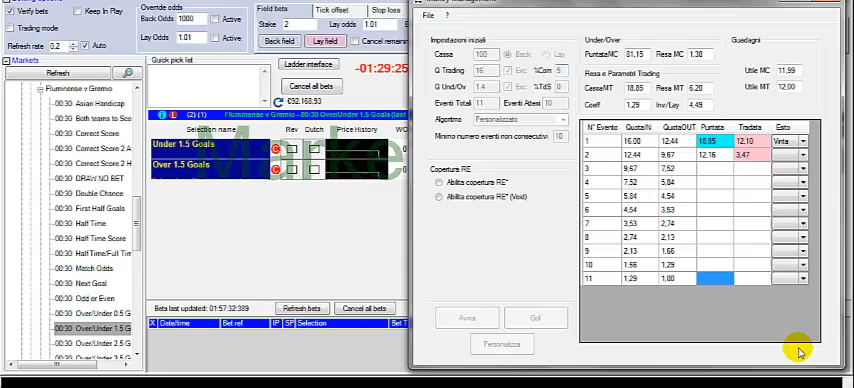 Verify ?
Keep In Play
Trading mode
Refresh rate 0.2 Auto
Override odds
Back Odds 1000 Active
Lay Odds 1.01 Active
Field bets Tick offset Stop loss
Stake 2 Lay odds 1.01
Back field Lay field Cancel remaining
Markets
Refresh
Fluminense v Gremio
00:30 Asian Handicap
00:30 Both teams to Sco
00:30 Correct Score
00:30 Correct Score 2
00:30 Correct Score 2 H
00:30 DRAW NO BET
00:30 Double Chance
00:30 First Half Goals
00:30 Half Time
00:30 Half Time Score
00:30 Half Time/Full Tim
00:30 Match Odds
00:30 Next Goal
00:30 Odd or Even
00:30 Over/Under 0.5 G
00:30 Over/Under 1.5 G
00:30 Over/Under 2.5 G
Quick pick list
Ladder interface
Cancel all bets
-01:29:25
€92.168,93
(2) (1) Fluminense v Gremio - 00:30 Over/Under 1.5 Goals
Selection name Rev Dutch Price History WO
Under 1.5 Goals
Over 1.5 Goals
Marke
Bets last updated: 01:57:32:389
Refresh bets Cancel all bets
X Date/time Bet ref IP SP Selection Bet T
Money Management
File ?
Impostazioni iniziali
Cassa 100 Back Lay
Q Trading 16 Exc %Com 5
Q Und/Ov 1.4 Exc %TdS 0
Eventi Totali 11 Eventi Attesi 10
Algoritmo Personalizzato
Minimo numero eventi non consecutivi 10
Copertura RE
Abilita copertura RE"
Abilita copertura RE" (Void)
Avvia Gol!
Personalizza
Under/Over
PuntataMC 81,15 Resa MC 1.38
Resa e Parametri Trading
CassaMT 18,85 Resa MT 6.20
Coeff 1,29 Inv/Lay 4,49
Guadagni
Utile MC 11,99
Utile MT 12,00
N° Evento QuotaIN QuotaOUT Puntata Tradata Esito
1 16.00 12,44 18,85 12,10 Vinta
2 12,44 9,67 12,16 3,47
3 9,67 7,52
4 7,52 5,84
5 5,84 4,54
6 4,54 3,53
7 3,53 2,74
8 2,74 2,13
9 2,13 1,66
10 1,66 1,29
11 1,29 1,00